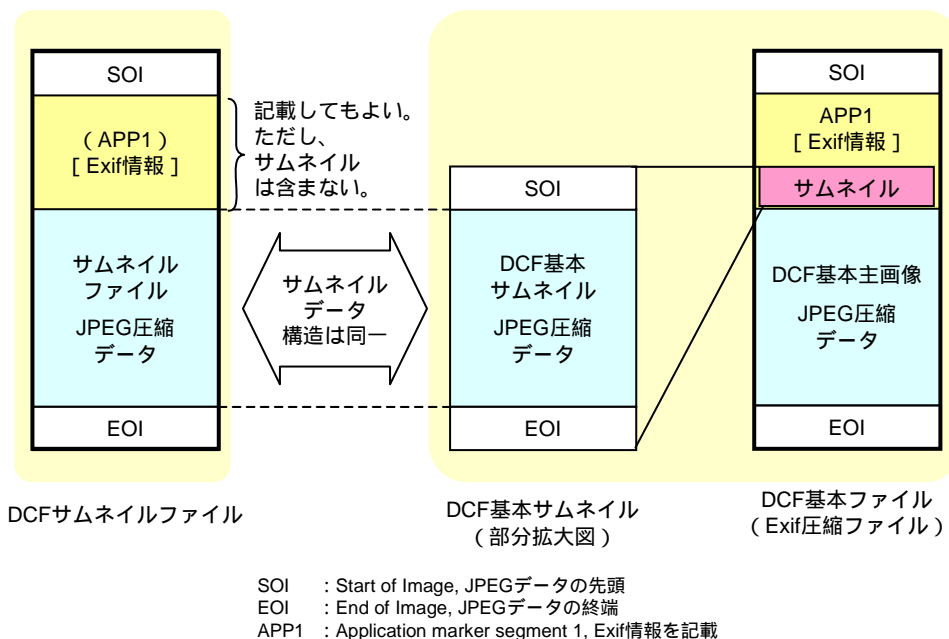 SOI
( APP1 )
[ Exif情報 ]
サムネイル
ファイル
JPEG圧縮
データ
EOI
DCFサムネイルファイル
記載してもよい。
ただし、
サムネイル
は含まない。
サムネイル
データ
構造は同一
SOI
DCF基本
サムネイル
JPEG圧縮
データ
EOI
DCF基本サムネイル
（部分拡大図）
SOI
APP1
[ Exif情報 ]
サムネイル
DCF基本主画像
JPEG圧縮
データ
EOI
DCF基本ファイル
（Exif圧縮ファイル）
SOI : Start of Image, JPEGデータの先頭
EOI : End of Image, JPEGデータの終端
APP1 : Application marker segment 1, Exif情報を記載